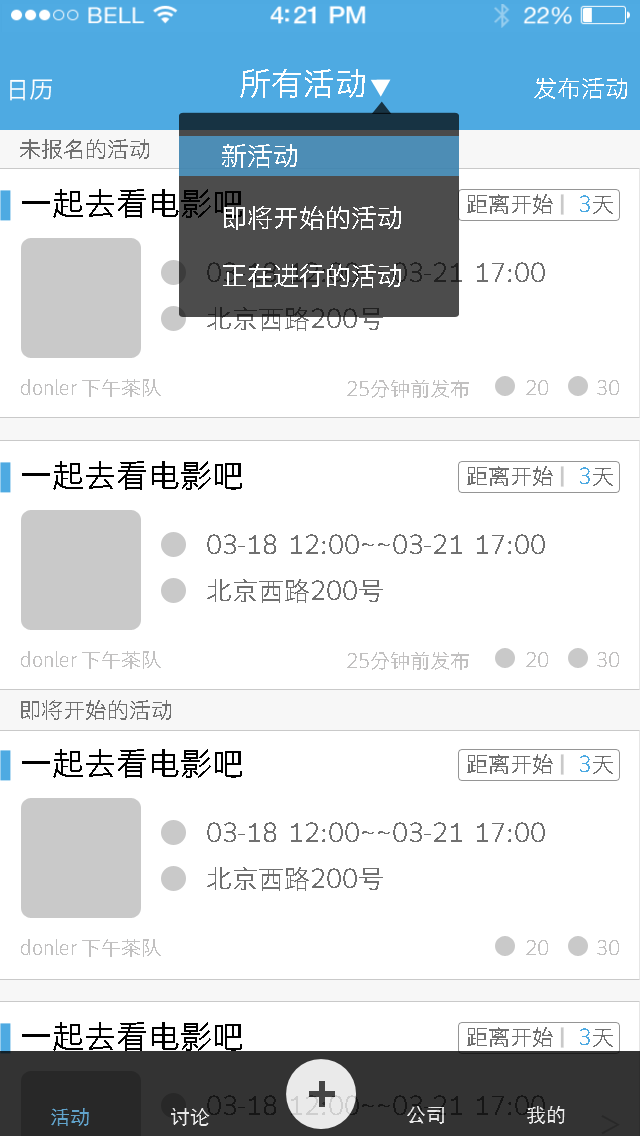 BELL 4:21 PM 22%
日历 所有活动▼ 发布活动
未报名的活动
新活动
即将开始的活动
正在进行的活动
一起去看电影吧 距离开始 | 3天
03-21 17:00
北京西路200号
donler 下午茶队 25分钟前发布 20 30
一起去看电影吧 距离开始 | 3天
03-18 12:00~~03-21 17:00
北京西路200号
donler 下午茶队 25分钟前发布 20 30
即将开始的活动
一起去看电影吧 距离开始 | 3天
03-18 12:00~~03-21 17:00
北京西路200号
donler 下午茶队 20 30
一起去看电影吧 距离开始 | 3天
03-18 12:00~~03-21 17:00
活动 讨论 + 公司 我的 >